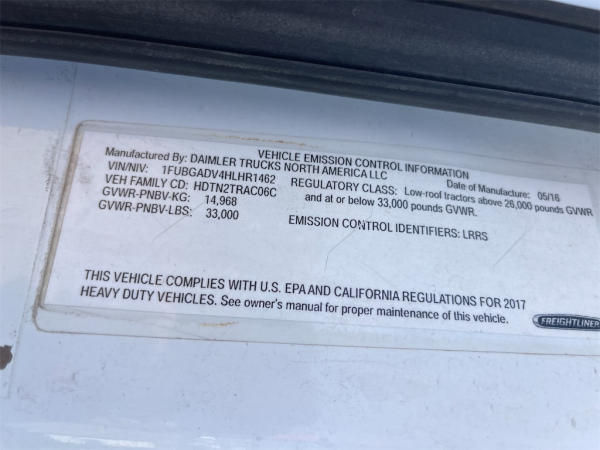 VEHICLE EMISSION CONTROL INFORMATION
Manufactured By: DAIMLER TRUCKS NORTH AMERICA LLC Date of Manufacture: 05/16
VIN/NIV: 1FUBGADV4HLHR1462 REGULATORY CLASS: Low-roof tractors above 26,000 pounds GVWR
VEH FAMILY CD: HDTN2TRAC06C and at or below 33,000 pounds GVWR.
GVWR-PNBV-KG: 14,968
GVWR-PNBV-LBS: 33,000 EMISSION CONTROL IDENTIFIERS: LRRS
THIS VEHICLE COMPLIES WITH U.S. EPA AND CALIFORNIA REGULATIONS FOR 2017
HEAVY DUTY VEHICLES. See owner's manual for proper maintenance of this vehicle.
FREIGHTLINER